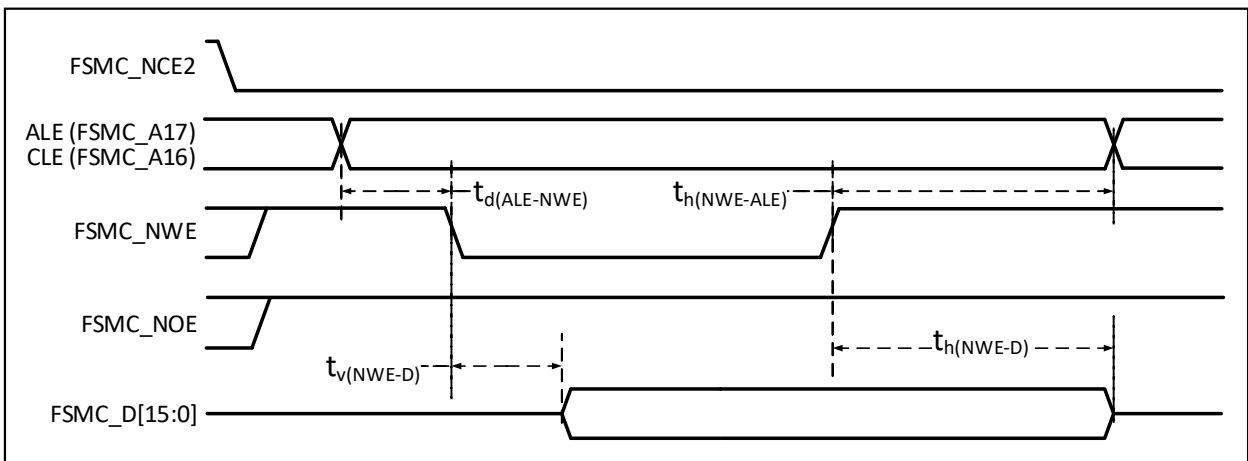 FSMC_NCE2
ALE (FSMC_A17)
CLE (FSMC_A16)
td(ALE-NWE)
th(NWE-ALE)
FSMC_NWE
FSMC_NOE
th(NWE-D)
tv(NWE-D)
FSMC_D[15:0]